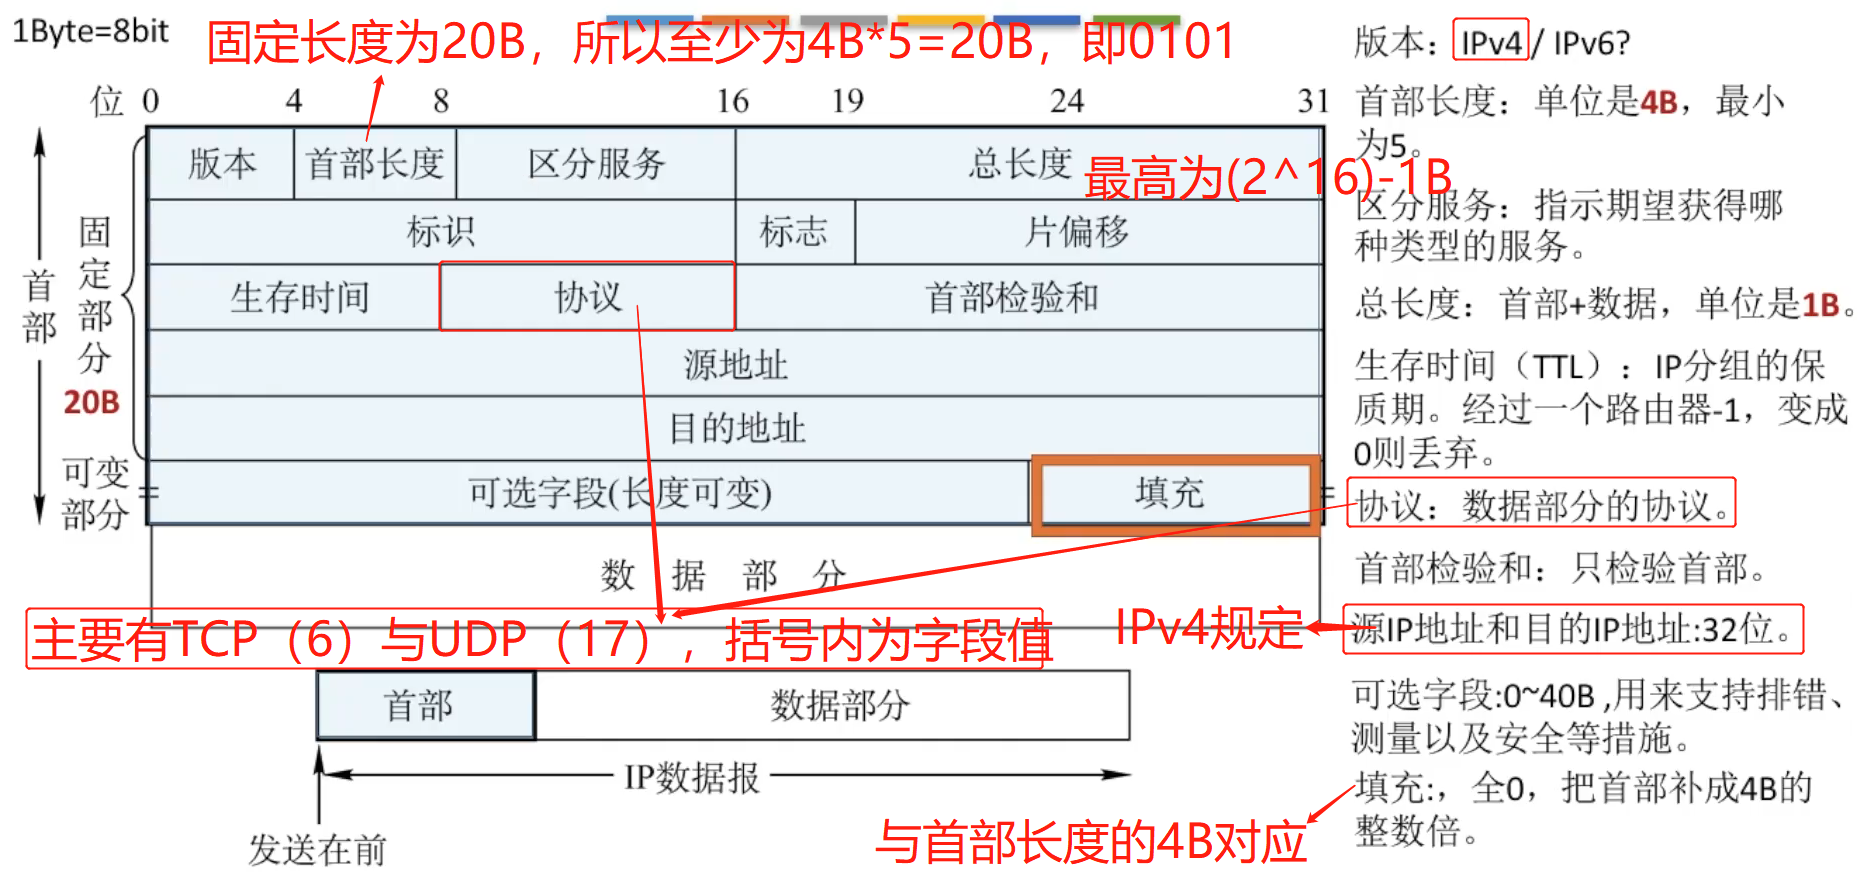 1Byte=8bit
固定长度为20B，所以至少为4B*5=20B，即0101
位 0 4 8 16 19 24 31
版本 首部长度 区分服务 总长度
最高为(2^16)-1B
标识 标志 片偏移
生存时间 协议 首部检验和
源地址
目的地址
可选字段(长度可变) 填充
首部
固定部分
20B
可变
部分
数据部分
主要有TCP（6）与UDP（17），括号内为字段值
IPv4规定
首部 数据部分
IP数据报
发送在前
与首部长度的4B对应
版本：IPv4 / IPv6?
首部长度：单位是4B，最小
为5。
区分服务：指示期望获得哪
种类型的服务。
总长度：首部+数据，单位是1B。
生存时间（TTL）：IP分组的保
质期。经过一个路由器-1，变成
0则丢弃。
协议：数据部分的协议。
首部检验和：只检验首部。
源IP地址和目的IP地址:32位。
可选字段:0~40B ,用来支持排错、
测量以及安全等措施。
填充:，全0，把首部补成4B的
整数倍。